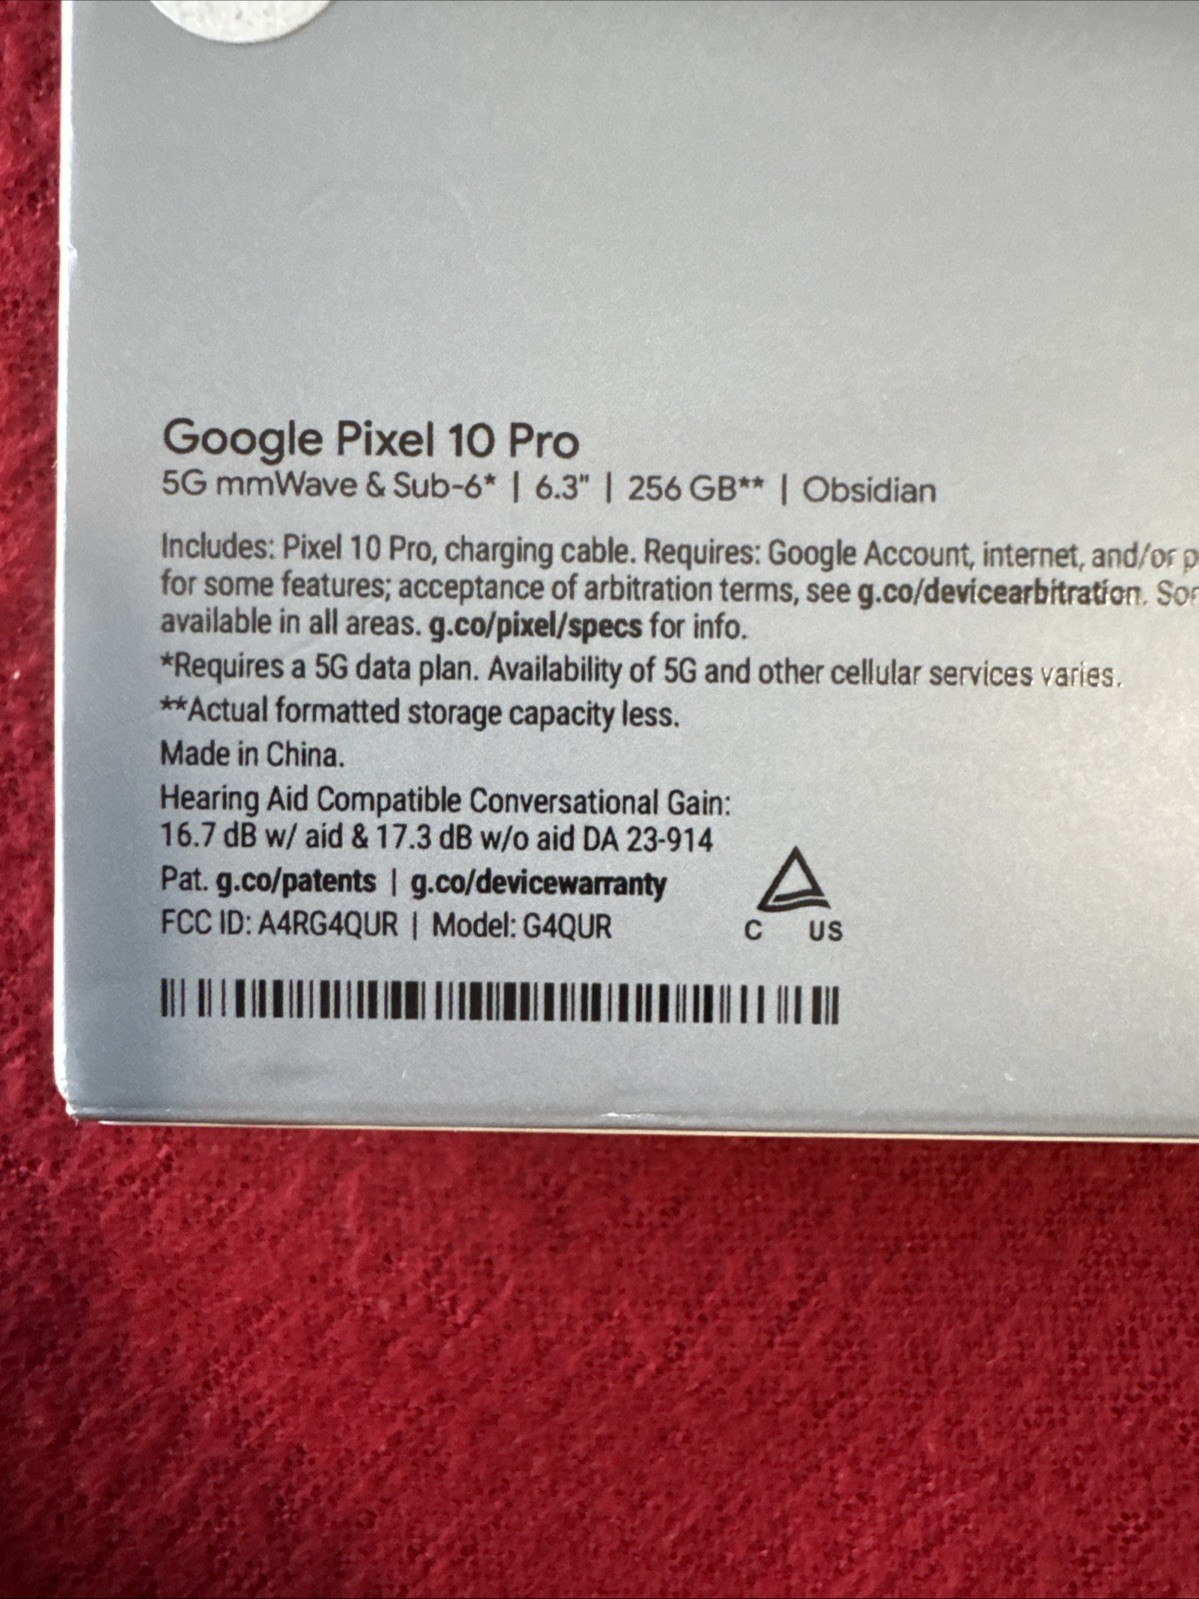 Google Pixel 10 Pro
5G mmWave & Sub-6* | 6.3" | 256 GB** | Obsidian
Includes: Pixel 10 Pro, charging cable. Requires: Google Account, internet, and/or
for some features; acceptance of arbitration terms, see g.co/devicearbitration.
available in all areas. g.co/pixel/specs for info.
*Requires a 5G data plan. Availability of 5G and other cellular services varies.
**Actual formatted storage capacity less.
Made in China.
Hearing Aid Compatible Conversational Gain:
16.7 dB w/ aid & 17.3 dB w/o aid DA 23-914
Pat. g.co/patents | g.co/devicewarranty
FCC ID: A4RG4QUR | Model: G4QUR
C US